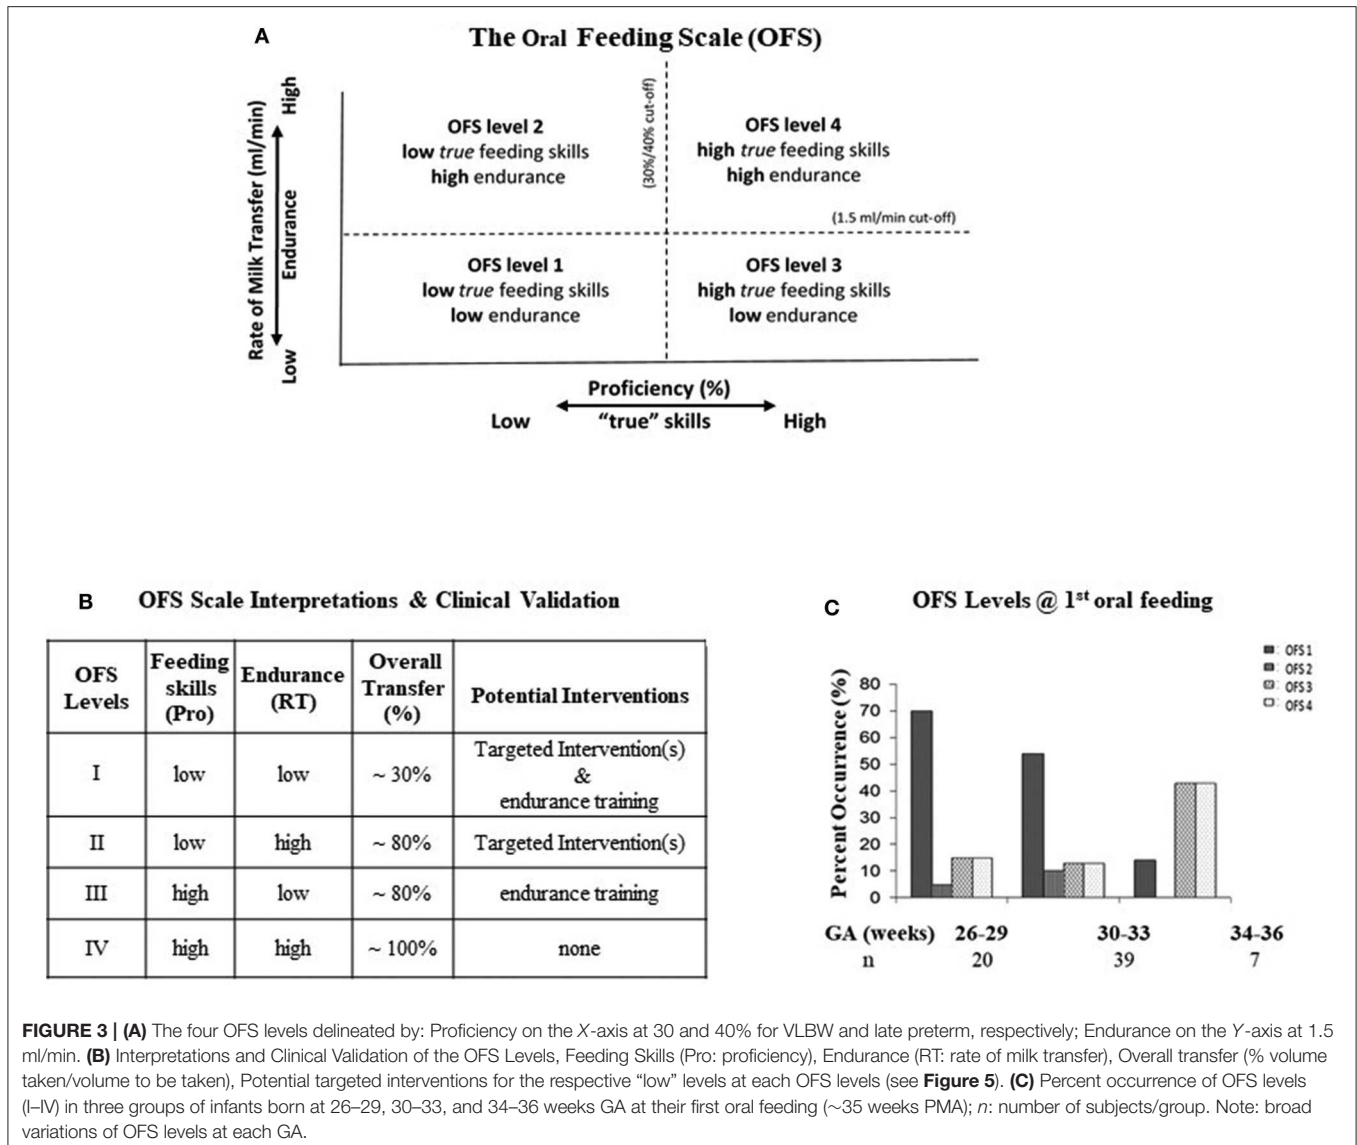 A
The Oral Feeding Scale (OFS)
Rate of Milk Transfer (ml/min)
Low Endurance High
(30%/40% cut-off)
OFS level 2
low true feeding skills
high endurance
OFS level 4
high true feeding skills
high endurance
(1.5 ml/min cut-off)
OFS level 1
low true feeding skills
low endurance
OFS level 3
high true feeding skills
low endurance
Proficiency (%)
Low "true" skills High
B OFS Scale Interpretations & Clinical Validation
OFS Levels
Feeding skills (Pro)
Endurance (RT)
Overall Transfer (%)
Potential Interventions
I low low ~ 30% Targeted Intervention(s)
&
endurance training
II low high ~ 80% Targeted Intervention(s)
III high low ~ 80% endurance training
IV high high ~ 100% none
C OFS Levels @ 1st oral feeding
OFS1
OFS2
OFS3
OFS4
Percent Occurrence (%)
80
70
60
50
40
30
20
10
0
GA (weeks) 26-29 30-33 34-36
n 20 39 7
FIGURE 3 | (A) The four OFS levels delineated by: Proficiency on the X-axis at 30 and 40% for VLBW and late preterm, respectively; Endurance on the Y-axis at 1.5
ml/min. (B) Interpretations and Clinical Validation of the OFS Levels, Feeding Skills (Pro: proficiency), Endurance (RT: rate of milk transfer), Overall transfer (% volume
taken/volume to be taken), Potential targeted interventions for the respective "low" levels at each OFS levels (see Figure 5). (C) Percent occurrence of OFS levels
(I–IV) in three groups of infants born at 26–29, 30–33, and 34–36 weeks GA at their first oral feeding (~35 weeks PMA); n: number of subjects/group. Note: broad
variations of OFS levels at each GA.